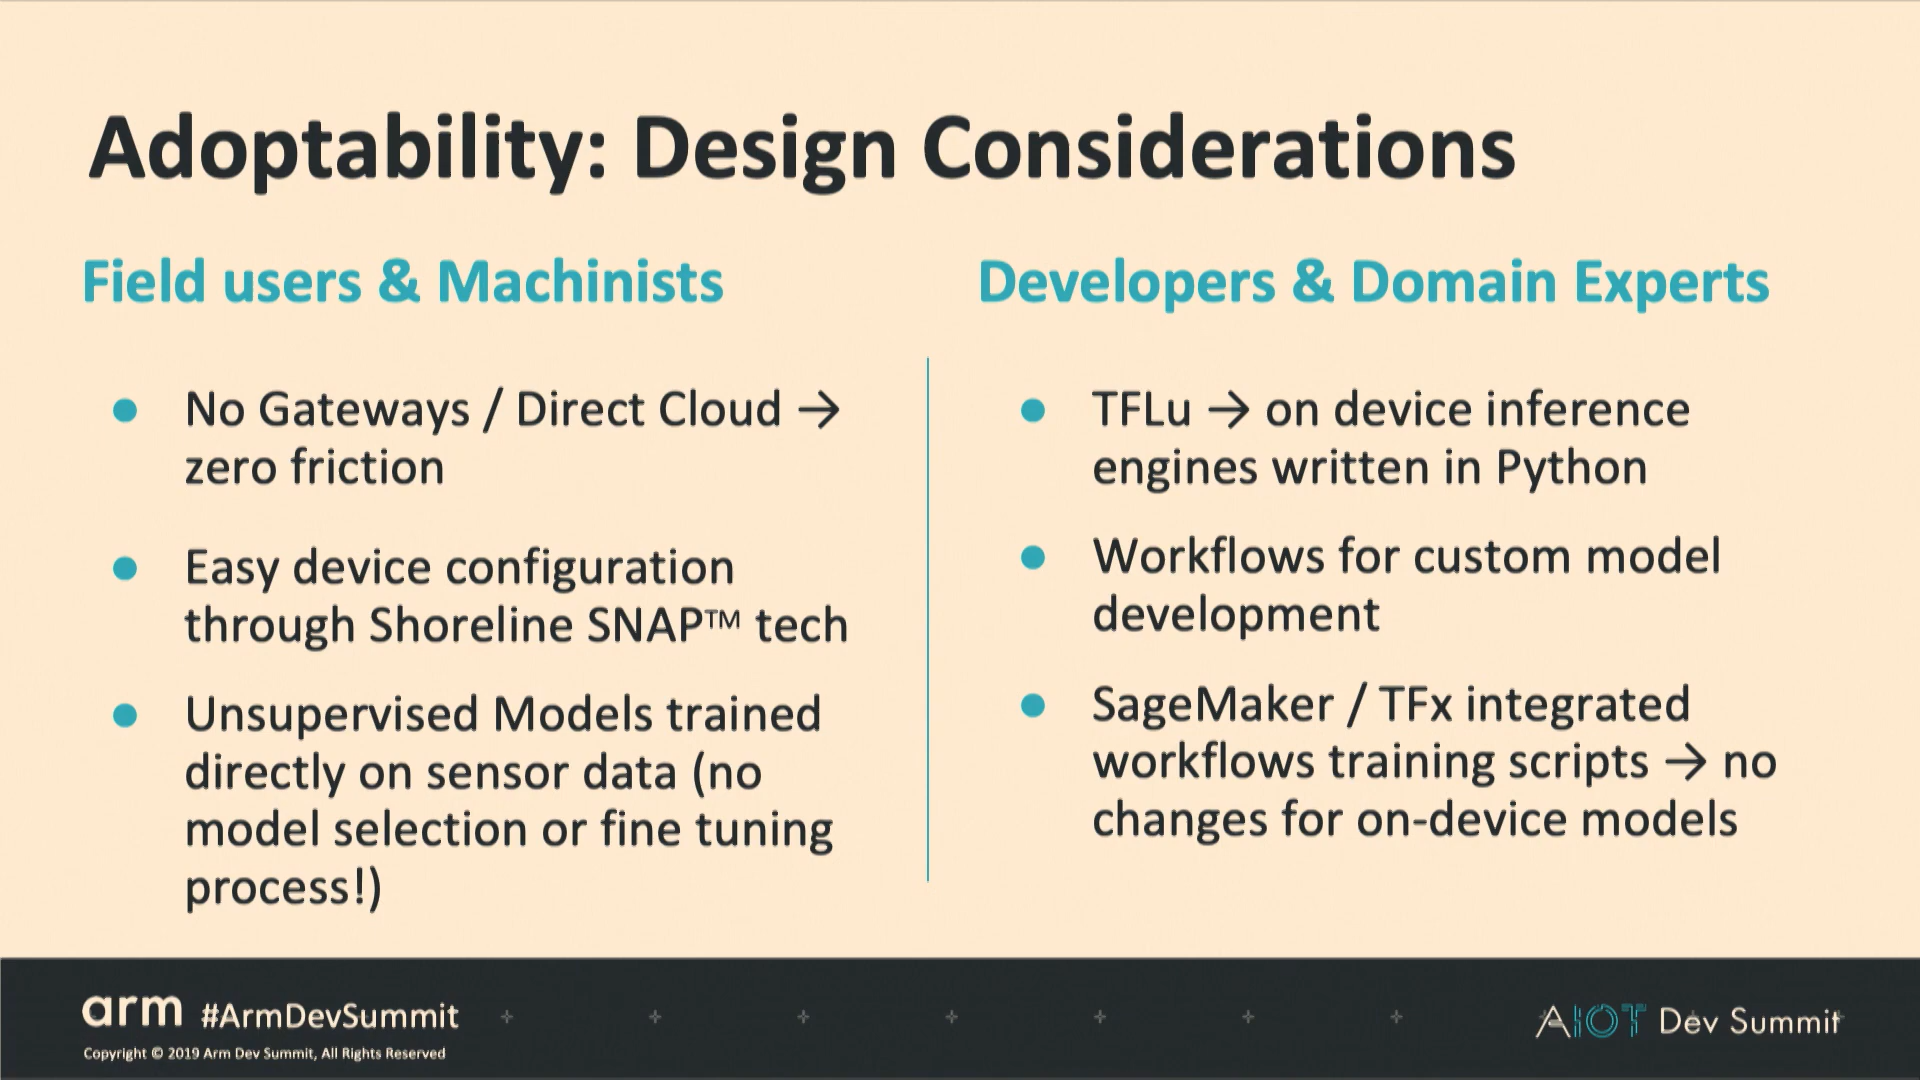 Adoptability: Design Considerations
Field users & Machinists
● No Gateways / Direct Cloud →
zero friction
● Easy device configuration
through Shoreline SNAP™ tech
● Unsupervised Models trained
directly on sensor data (no
model selection or fine tuning
process!)
Developers & Domain Experts
● TFLu → on device inference
engines written in Python
● Workflows for custom model
development
● SageMaker / TFx integrated
workflows training scripts → no
changes for on-device models
arm #ArmDevSummit
Copyright © 2019 Arm Dev Summit, All Rights Reserved
AIOT Dev Summit